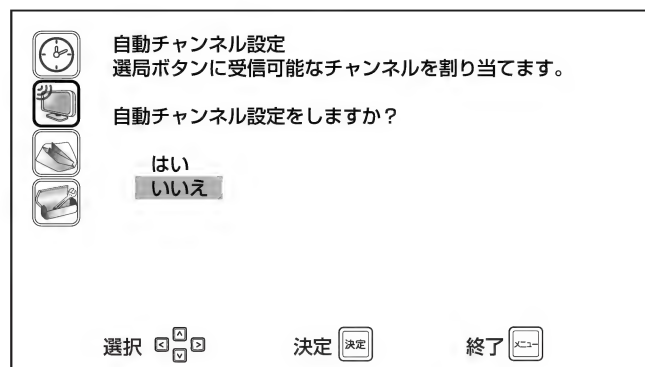 自動チャンネル設定
選局ボタンに受信可能なチャンネルを割り当てます。
自動チャンネル設定をしますか?
はい
いいえ
選択 決定 決定 終了 メニュー